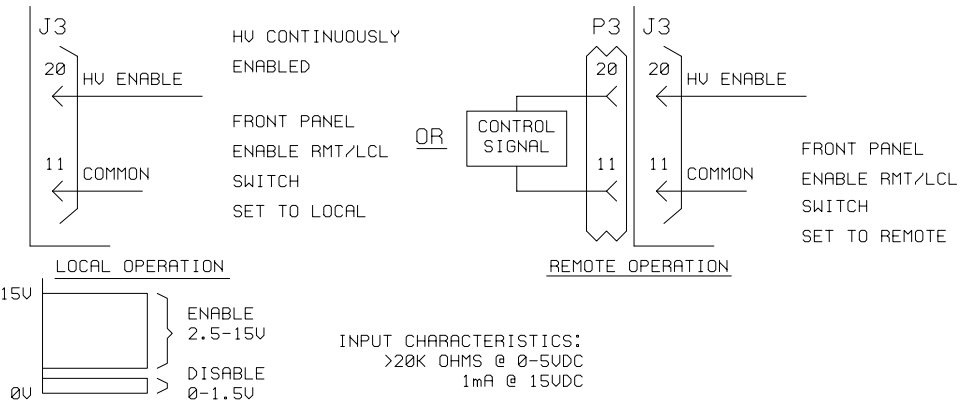 J3
20
HV ENABLE
11
COMMON
HV CONTINUOUSLY
ENABLED
FRONT PANEL
ENABLE RMT/LCL
SWITCH
SET TO LOCAL
LOCAL OPERATION
OR
P3
J3
20
20
HV ENABLE
CONTROL
SIGNAL
11
11
COMMON
FRONT PANEL
ENABLE RMT/LCL
SWITCH
SET TO REMOTE
REMOTE OPERATION
15V
ENABLE
2.5-15V
DISABLE
0-1.5V
0V
INPUT CHARACTERISTICS:
>20K OHMS @ 0-5VDC
1mA @ 15VDC